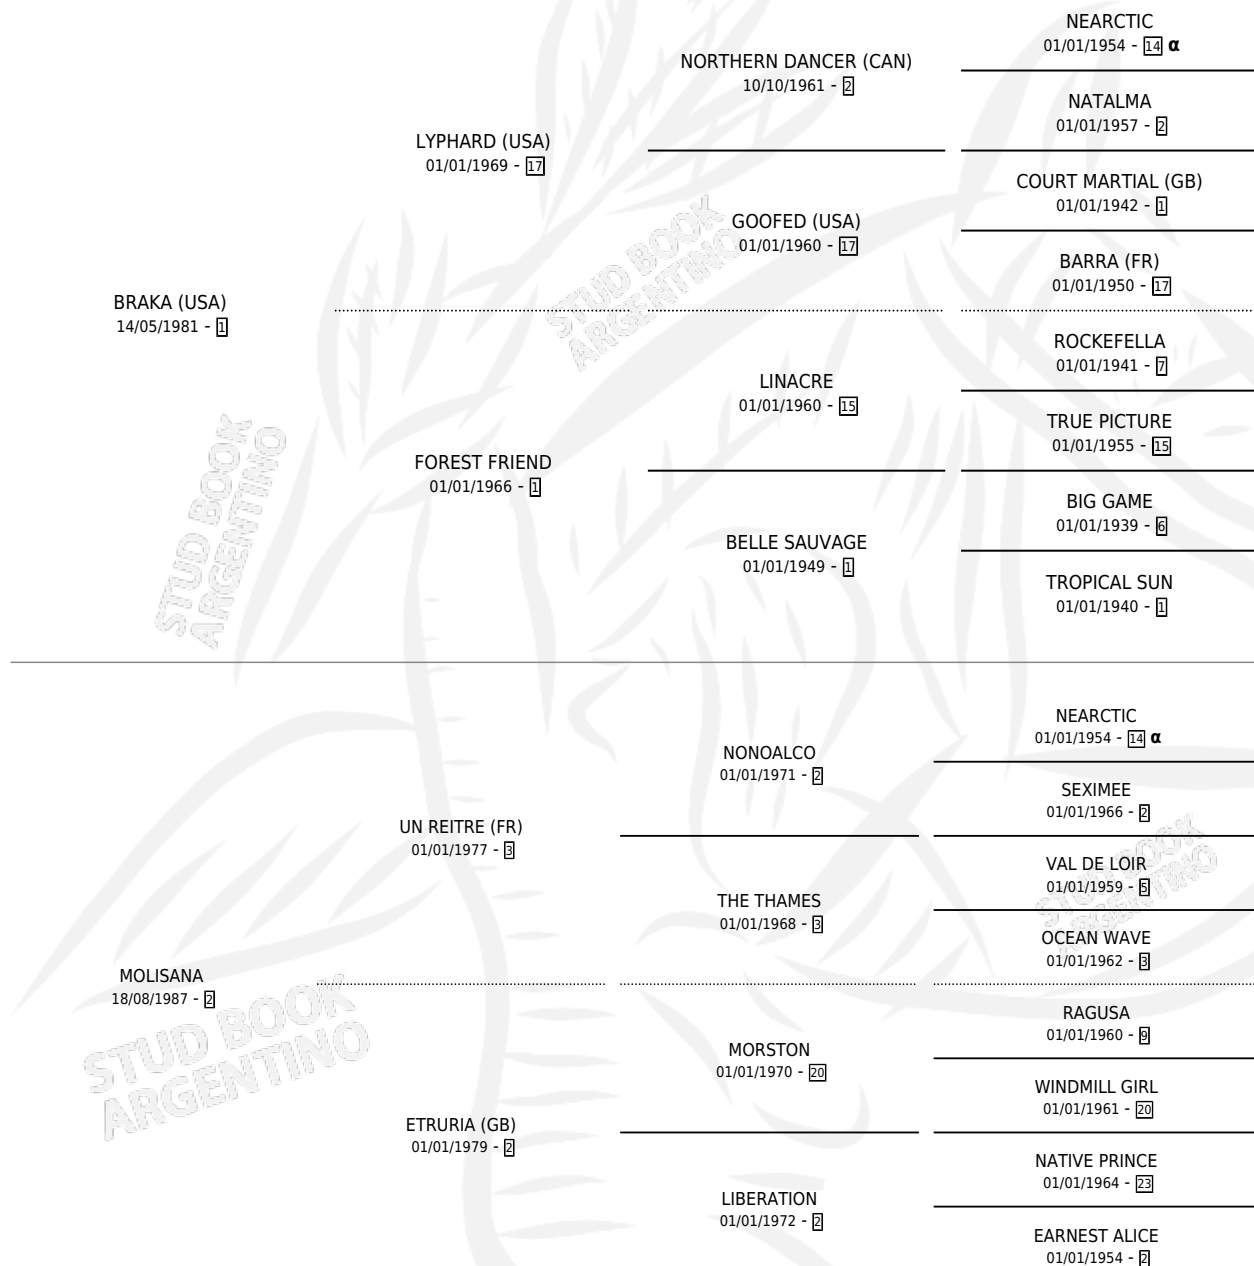 NEARCTIC
01/01/1954 - 14 α
NORTHERN DANCER (CAN)
10/10/1961 - 2
NATALMA
01/01/1957 - 2
LYPHARD (USA)
01/01/1969 - 17
COURT MARTIAL (GB)
01/01/1942 - 1
GOOFED (USA)
01/01/1960 - 17
BARRA (FR)
01/01/1950 - 17
BRAKA (USA)
14/05/1981 - 1
ROCKEFELLA
01/01/1941 - 7
LINACRE
01/01/1960 - 15
TRUE PICTURE
01/01/1955 - 15
FOREST FRIEND
01/01/1966 - 1
BIG GAME
01/01/1939 - 6
BELLE SAUVAGE
01/01/1949 - 1
TROPICAL SUN
01/01/1940 - 1
STUD BOOK
ARGENTINO
STUD BOOK
ARGENTINO
NEARCTIC
01/01/1954 - 14 α
NONOALCO
01/01/1971 - 2
SEXIMEE
01/01/1966 - 2
UN REITRE (FR)
01/01/1977 - 3
VAL DE LOIR
01/01/1959 - 5
THE THAMES
01/01/1968 - 3
OCEAN WAVE
01/01/1962 - 3
MOLISANA
18/08/1987 - 2
RAGUSA
01/01/1960 - 9
MORSTON
01/01/1970 - 20
WINDMILL GIRL
01/01/1961 - 20
ETRURIA (GB)
01/01/1979 - 2
NATIVE PRINCE
01/01/1964 - 23
LIBERATION
01/01/1972 - 2
EARNEST ALICE
01/01/1954 - 2
STUD BOOK
ARGENTINO
STUD BOOK
ARGENTINO